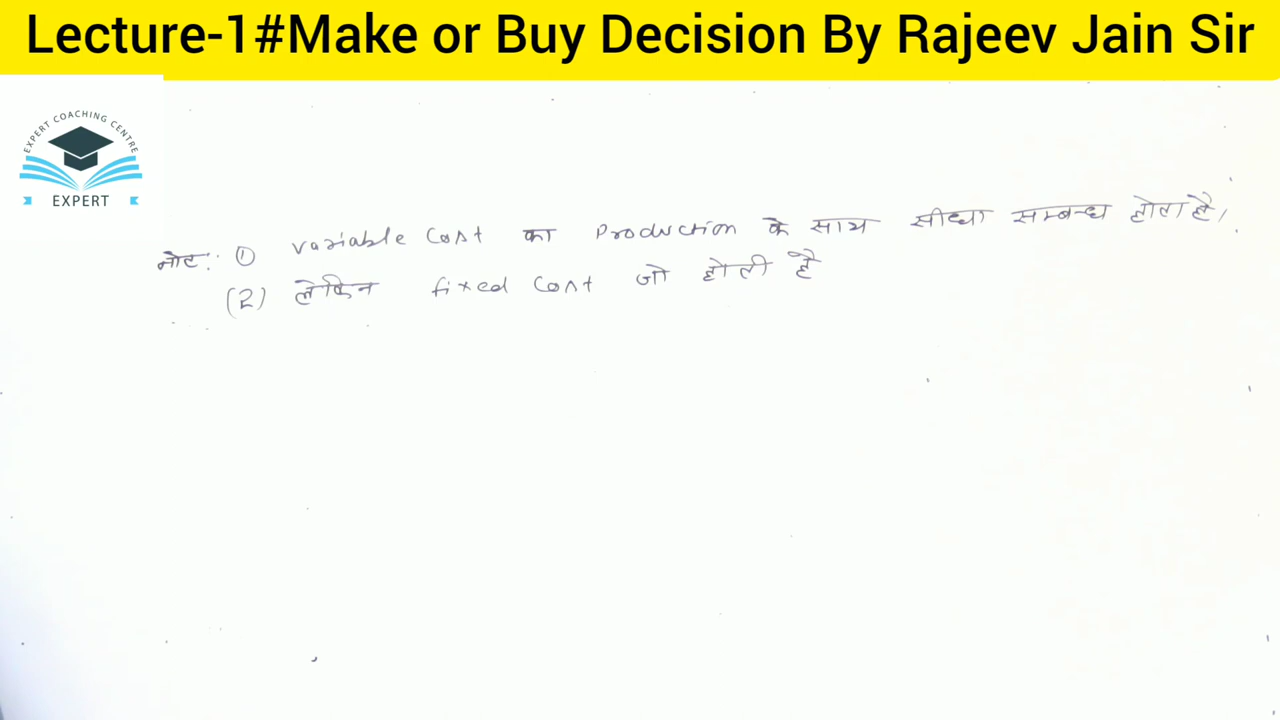 Lecture-1#Make or Buy Decision By Rajeev Jain Sir
EXPERT COACHING CENTRE
EXPERT
नोट: ① variable Cost का Production के साथ सीधा सम्बन्ध होता है,
(2) लेकिन fixed Cost जो होती है